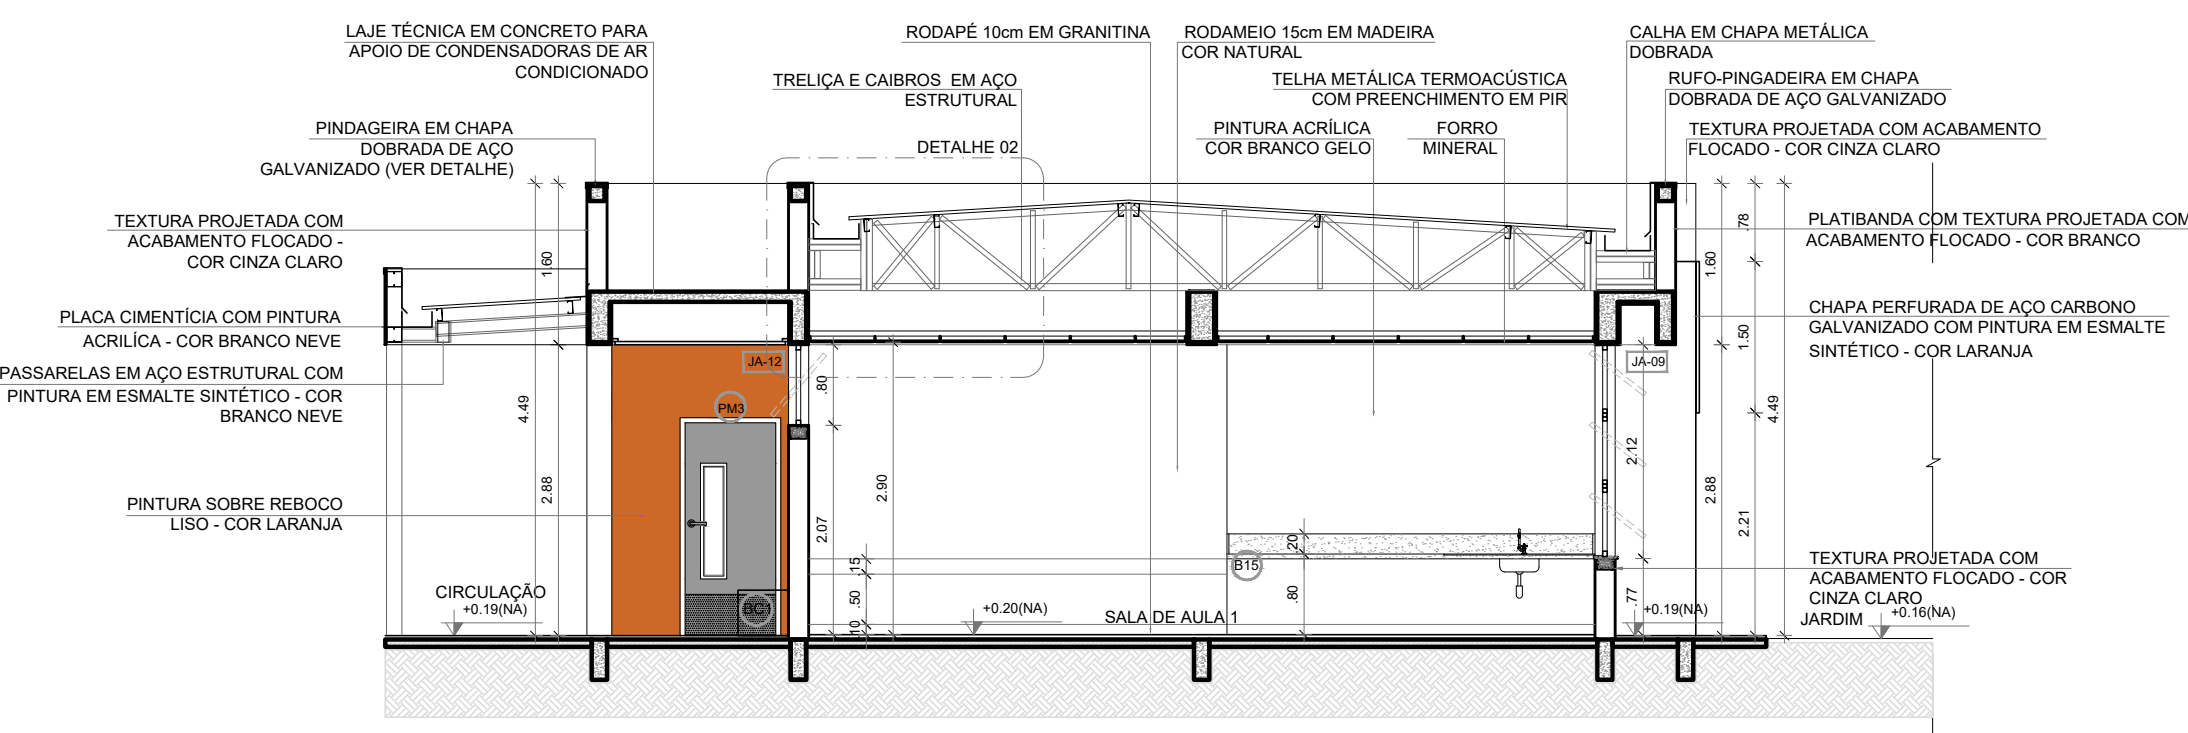 LAJE TÉCNICA EM CONCRETO PARA
APOIO DE CONDENSADORAS DE AR
CONDICIONADO
RODAPÉ 10cm EM GRANITINA
RODAMEIO 15cm EM MADEIRA
COR NATURAL
CALHA EM CHAPA METÁLICA
DOBRADA
TRELIÇA E CAIBROS EM AÇO
ESTRUTURAL
TELHA METÁLICA TERMOACÚSTICA
COM PREENCHIMENTO EM PIR
RUFO-PINGADEIRA EM CHAPA
DOBRADA DE AÇO GALVANIZADO
PINDAGEIRA EM CHAPA
DOBRADA DE AÇO
GALVANIZADO (VER DETALHE)
DETALHE 02
PINTURA ACRÍLICA
COR BRANCO GELO
FORRO
MINERAL
TEXTURA PROJETADA COM ACABAMENTO
FLOCADO - COR CINZA CLARO
TEXTURA PROJETADA COM
ACABAMENTO FLOCADO -
COR CINZA CLARO
PLATIBANDA COM TEXTURA PROJETADA COM
ACABAMENTO FLOCADO - COR BRANCO
PLACA CIMENTÍCIA COM PINTURA
ACRILÍCA - COR BRANCO NEVE
CHAPA PERFURADA DE AÇO CARBONO
GALVANIZADO COM PINTURA EM ESMALTE
SINTÉTICO - COR LARANJA
PASSARELAS EM AÇO ESTRUTURAL COM
PINTURA EM ESMALTE SINTÉTICO - COR
BRANCO NEVE
PINTURA SOBRE REBOCO
LISO - COR LARANJA
TEXTURA PROJETADA COM
ACABAMENTO FLOCADO - COR
CINZA CLARO
JARDIM
+0.16(NA)
CIRCULAÇÃO
+0.19(NA)
+0.20(NA)
SALA DE AULA 1
+0.19(NA)
JA-12
PM3
BC1
JA-09
B15
4.49
1.60
2.88
.80
2.07
2.90
.15
.50
.10
.20
.80
2.12
.77
1.60
2.88
.78
1.50
2.21
4.49